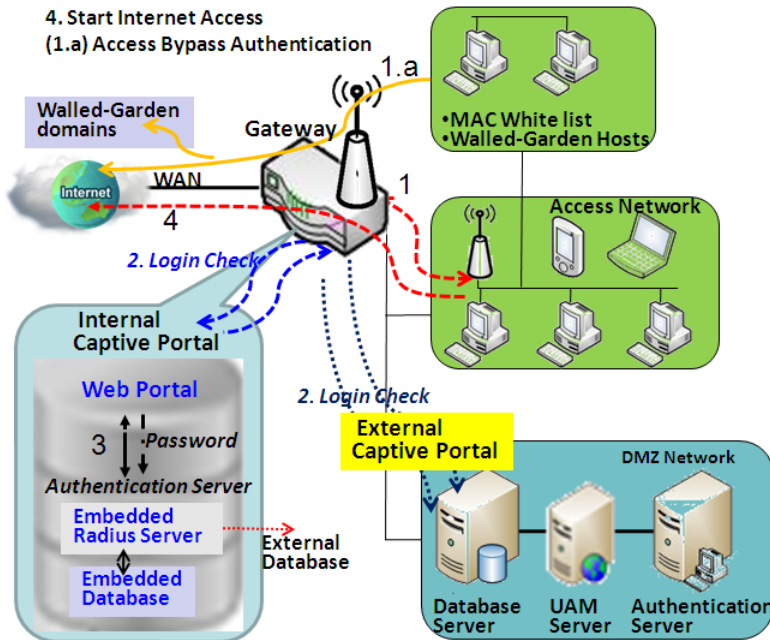 4. Start Internet Access
(1.a) Access Bypass Authentication
1.a
•MAC White list
•Walled-Garden Hosts
Walled-Garden
domains
Gateway
Internet
WAN
4
1
Access Network
2. Login Check
Internal
Captive Portal
Web Portal
3
Password
Authentication Server
Embedded
Radius Server
Embedded
Database
External
Database
2. Login Check
External
Captive Portal
DMZ Network
Database
Server
UAM
Server
Authentication
Server